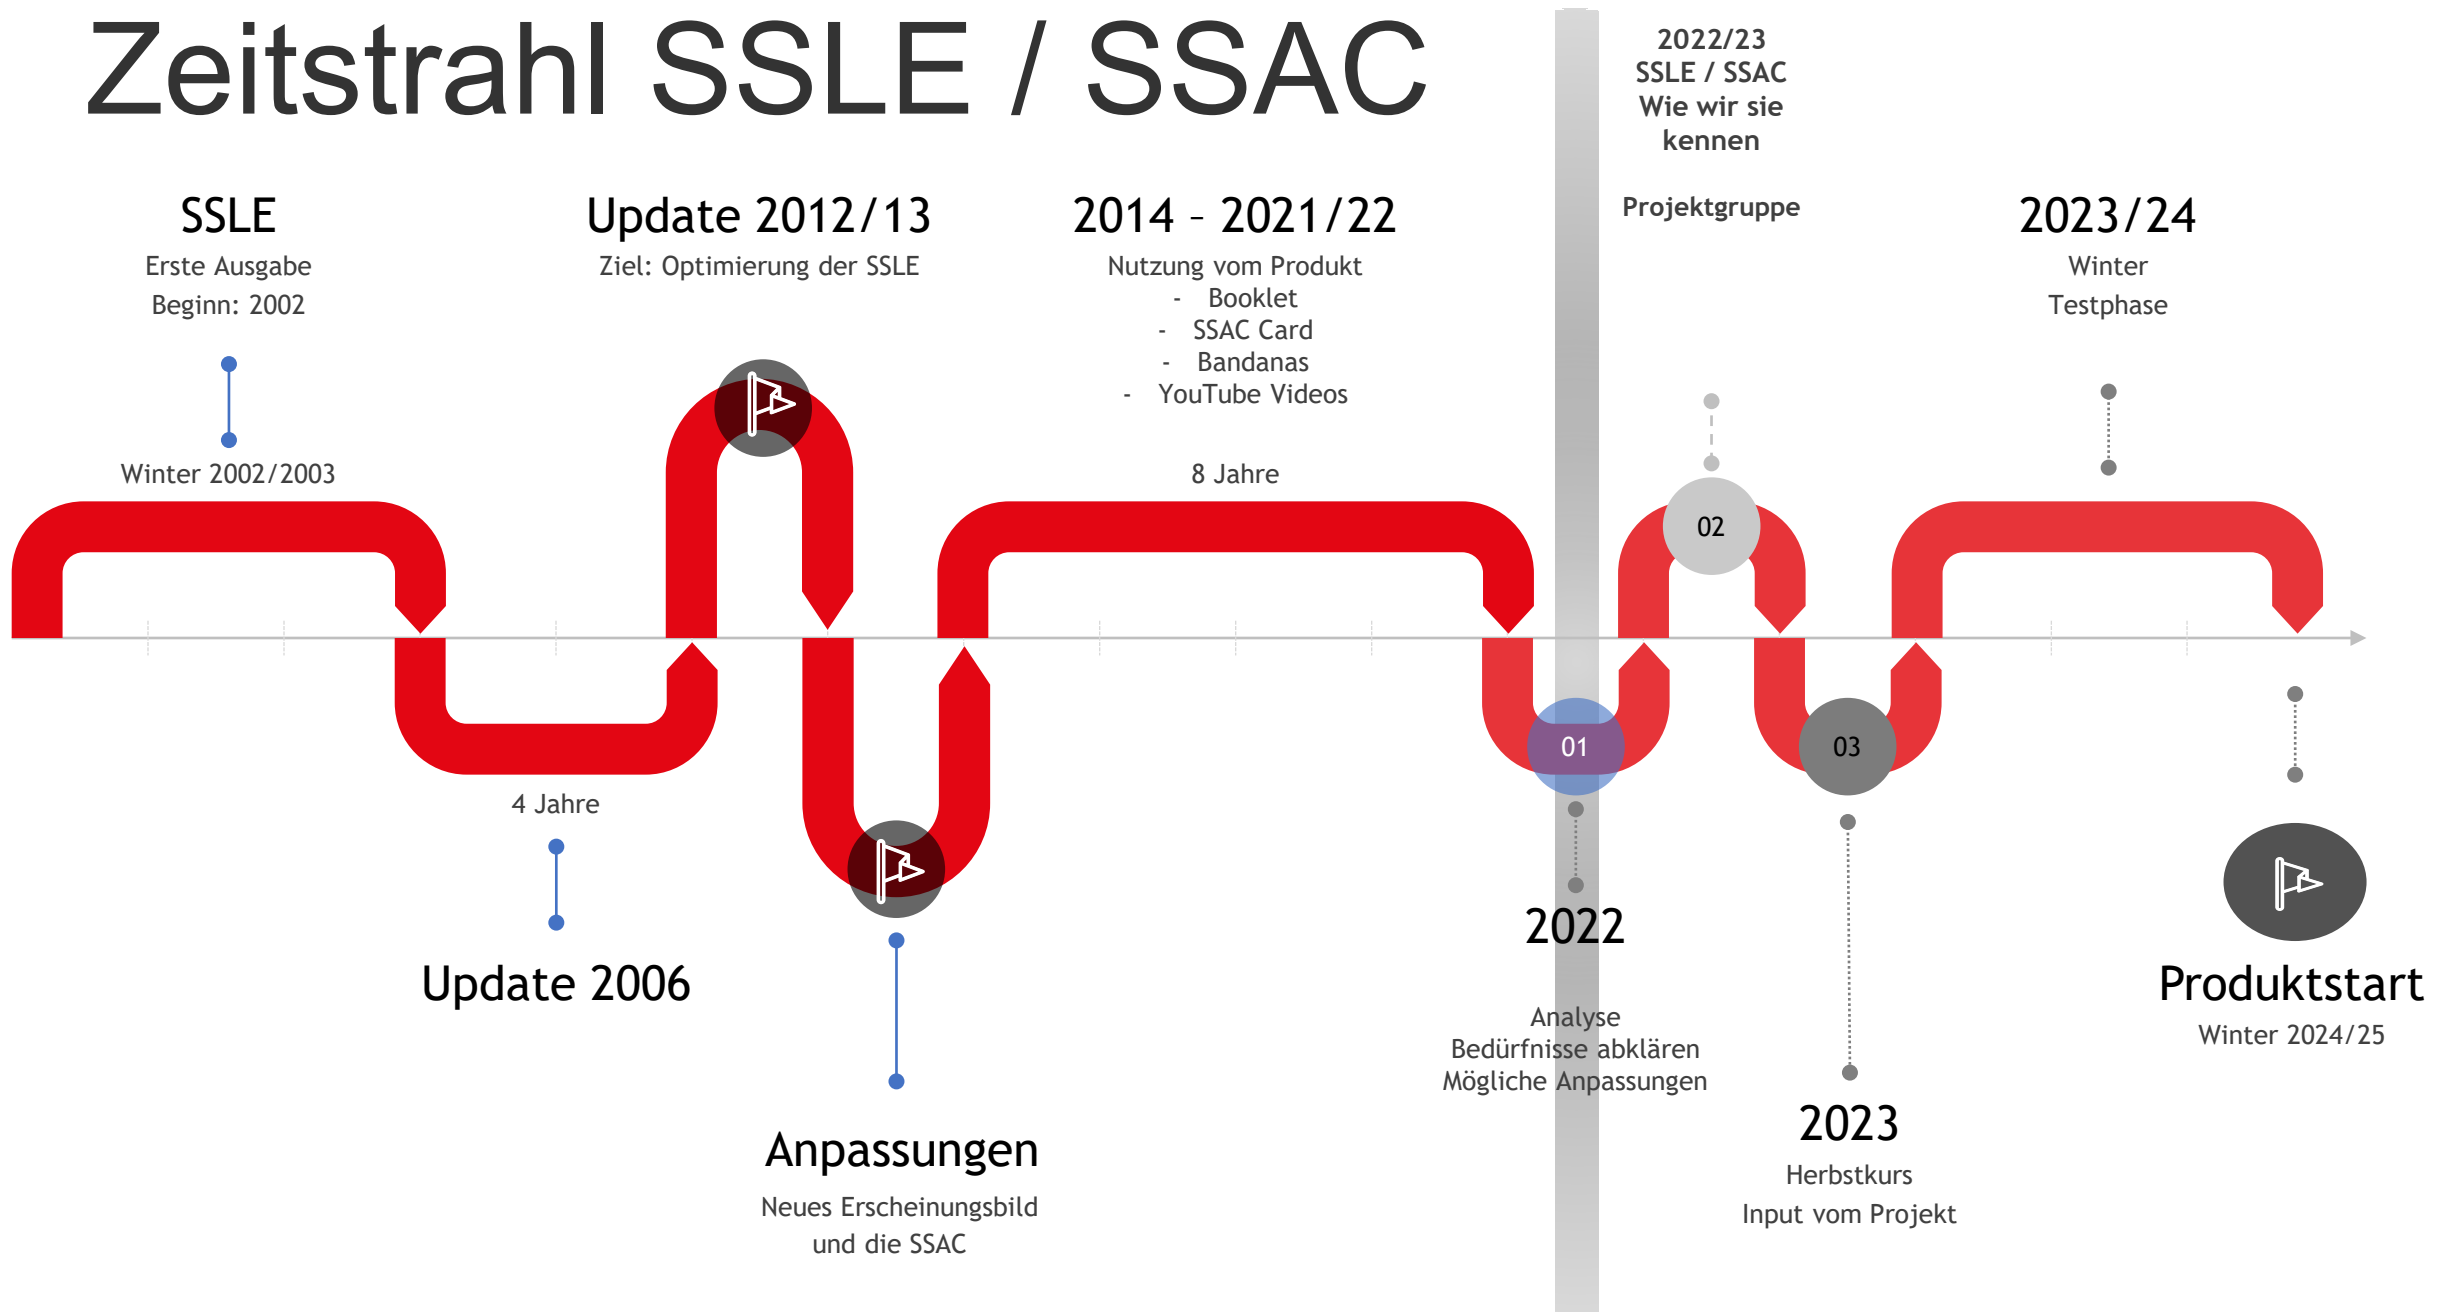 Zeitstrahl SSLE / SSAC
2022/23
SSLE / SSAC
Wie wir sie
kennen
Projektgruppe
SSLE
Erste Ausgabe
Beginn: 2002
Winter 2002/2003
Update 2012/13
Ziel: Optimierung der SSLE
2014 – 2021/22
Nutzung vom Produkt
- Booklet
- SSAC Card
- Bandanas
- YouTube Videos
8 Jahre
2023/24
Winter
Testphase
02
01
03
4 Jahre
Update 2006
Anpassungen
Neues Erscheinungsbild
und die SSAC
2022
Analyse
Bedürfnisse abklären
Mögliche Anpassungen
2023
Herbstkurs
Input vom Projekt
Produktstart
Winter 2024/25